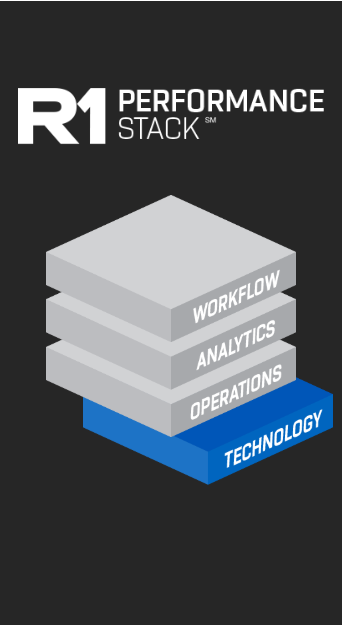 R1 PERFORMANCE
STACK℠
WORKFLOW
ANALYTICS
OPERATIONS
TECHNOLOGY